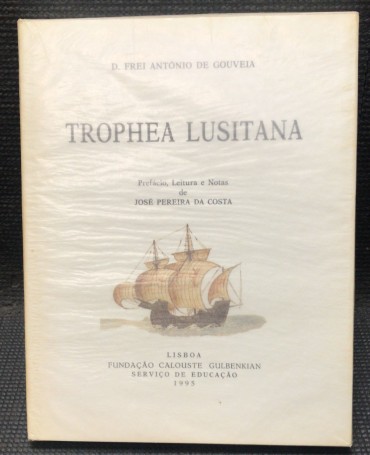 D. FREI ANTÓNIO DE GOUVEIA
TROPHEA LUSITANA
Prefácio, Leitura e Notas
de
JOSÉ PEREIRA DA COSTA
LISBOA
FUNDAÇÃO CALOUSTE GULBENKIAN
SERVIÇO DE EDUCAÇÃO
1995